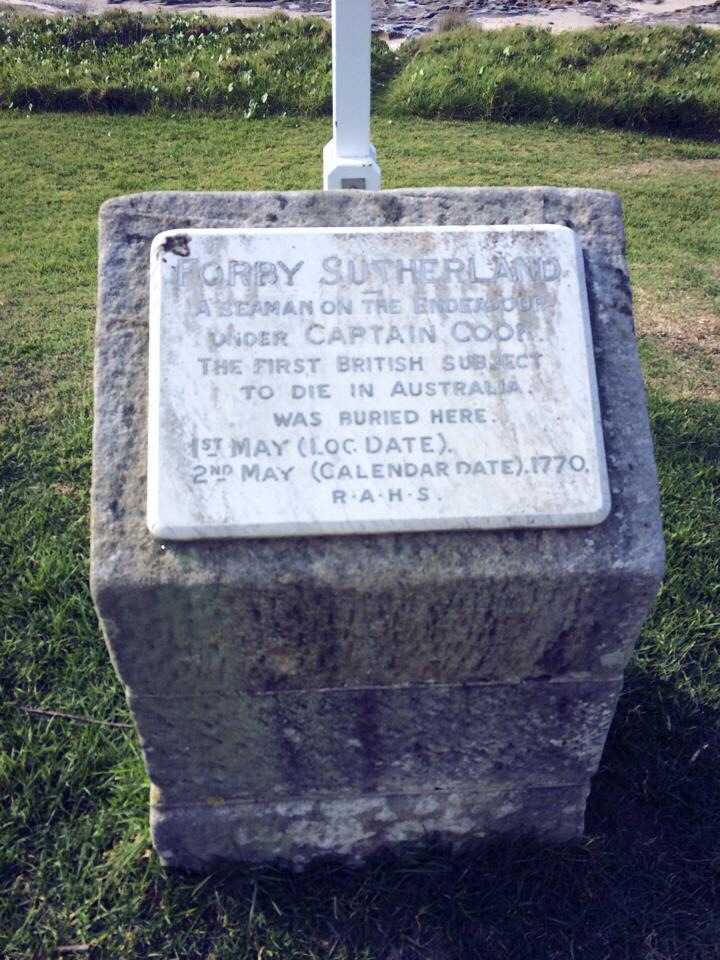 FORBY SUTHERLAND
A SEAMAN ON THE ENDEAVOUR
UNDER CAPTAIN COOK.
THE FIRST BRITISH SUBJECT
TO DIE IN AUSTRALIA.
WAS BURIED HERE.
1ST MAY (LOG DATE).
2ND MAY (CALENDAR DATE).1770.
R·A·H·S.